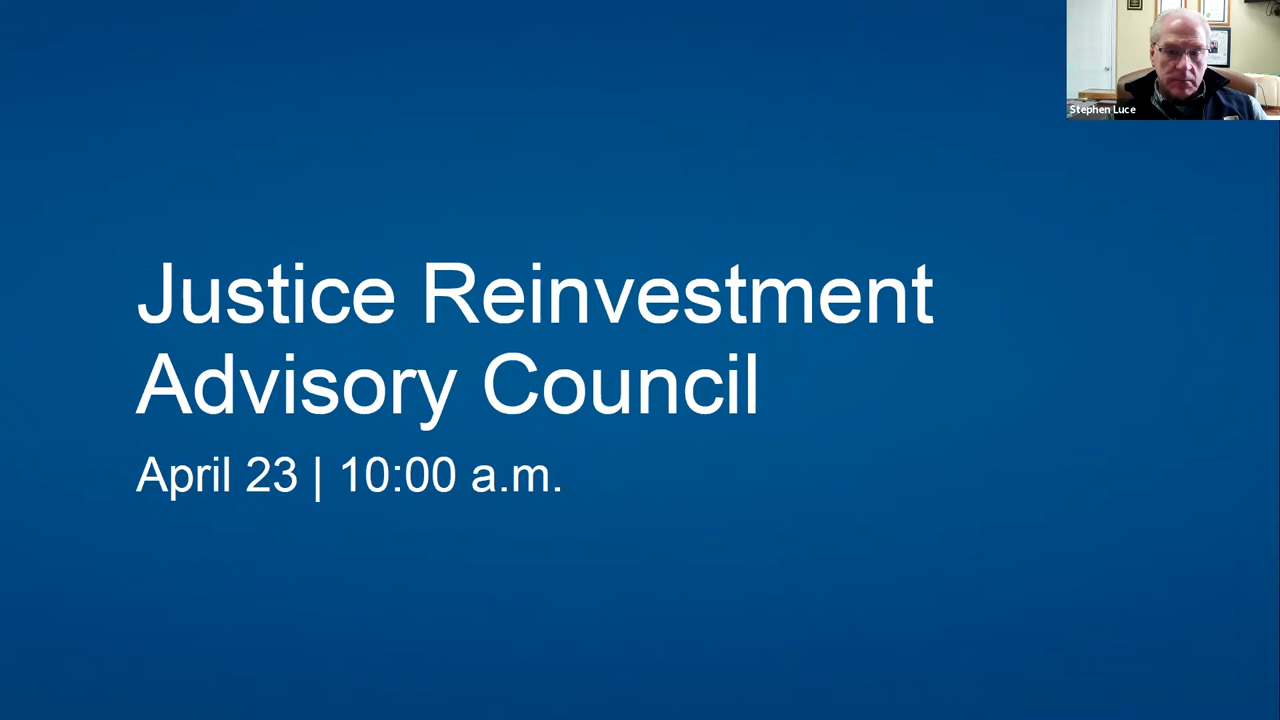 Stephen Luce
Justice Reinvestment
Advisory Council
April 23 | 10:00 a.m.